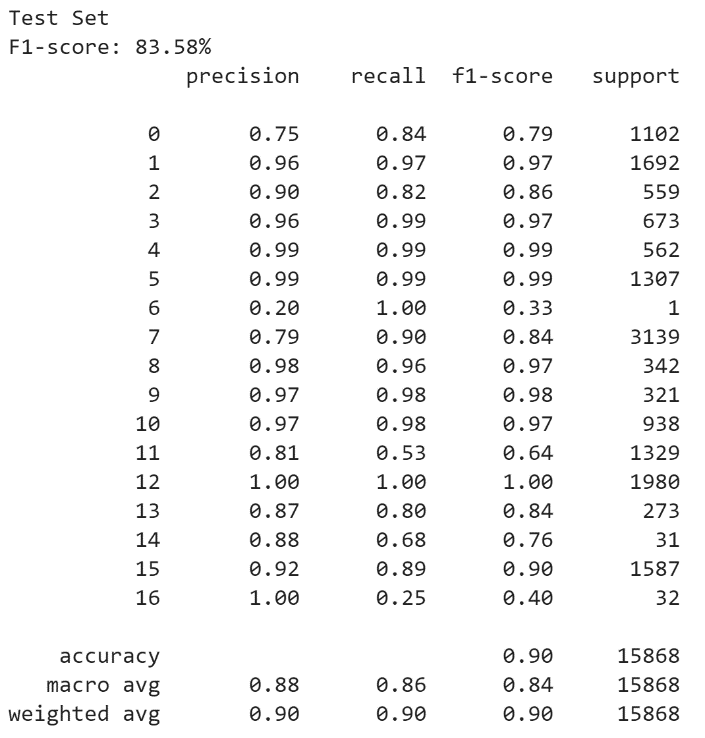 Test Set
F1-score: 83.58%
precision recall f1-score support
0 0.75 0.84 0.79 1102
1 0.96 0.97 0.97 1692
2 0.90 0.82 0.86 559
3 0.96 0.99 0.97 673
4 0.99 0.99 0.99 562
5 0.99 0.99 0.99 1307
6 0.20 1.00 0.33 1
7 0.79 0.90 0.84 3139
8 0.98 0.96 0.97 342
9 0.97 0.98 0.98 321
10 0.97 0.98 0.97 938
11 0.81 0.53 0.64 1329
12 1.00 1.00 1.00 1980
13 0.87 0.80 0.84 273
14 0.88 0.68 0.76 31
15 0.92 0.89 0.90 1587
16 1.00 0.25 0.40 32
accuracy 0.90 15868
macro avg 0.88 0.86 0.84 15868
weighted avg 0.90 0.90 0.90 15868